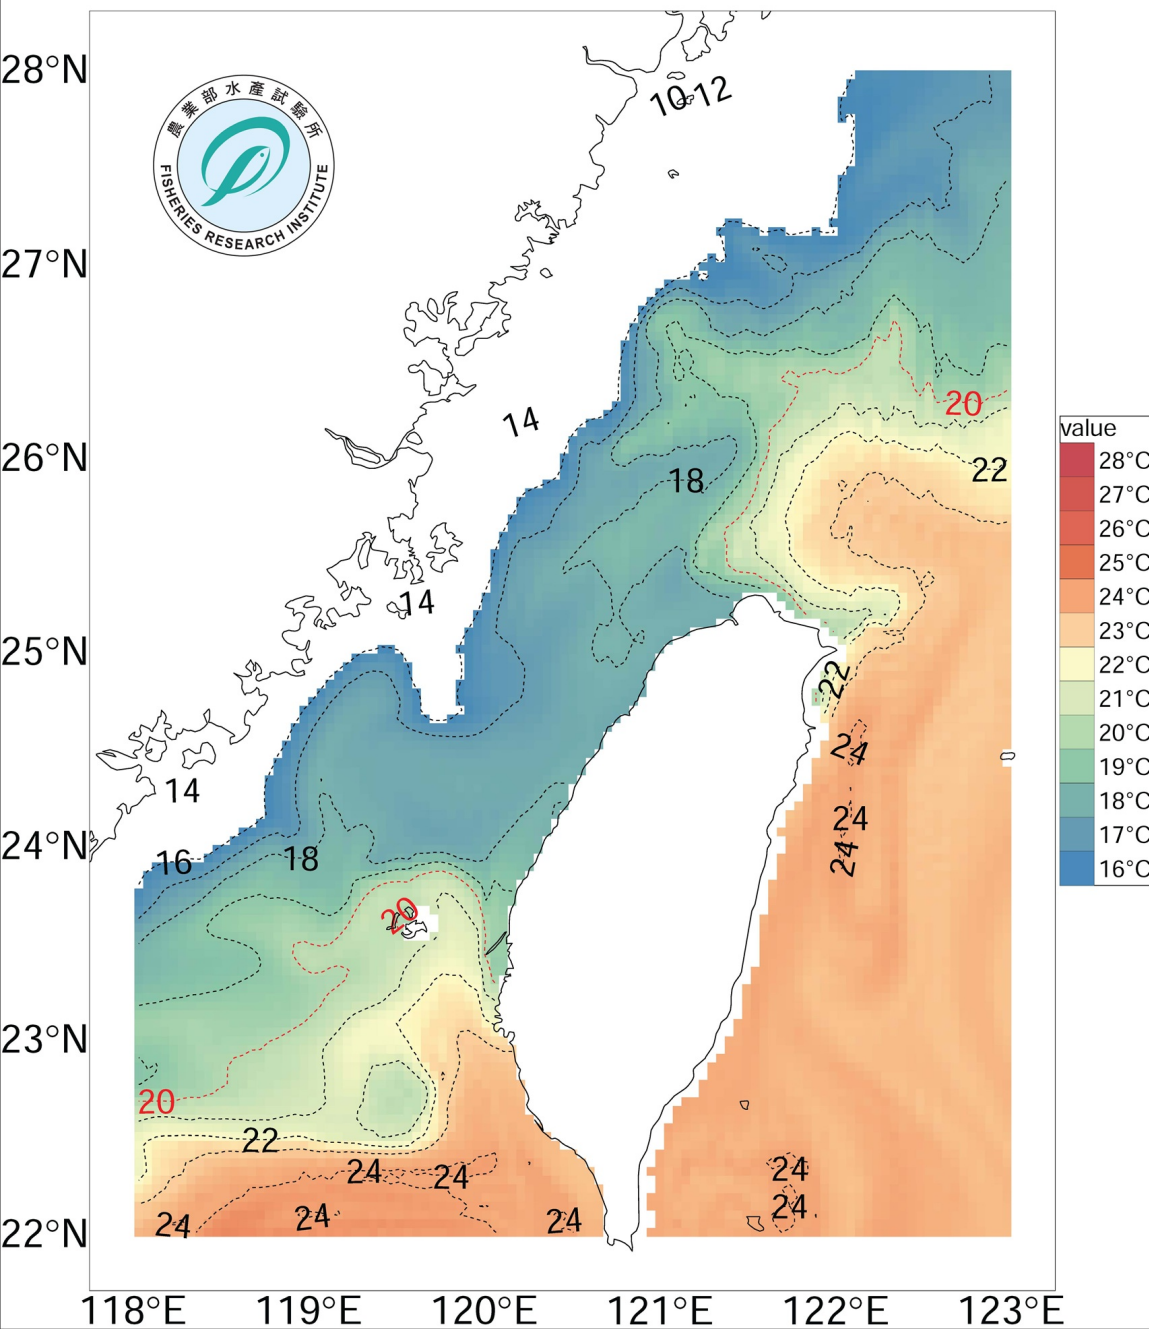 農業部水產試驗所
FISHERIES RESEARCH INSTITUTE
28°N
27°N
26°N
25°N
24°N
23°N
22°N
118°E 119°E 120°E 121°E 122°E 123°E
10 12
14
18
20
22
14
22
14
24
16 18
24
24
20
20
22
24 24
24
24 24 24
24
value
28°C
27°C
26°C
25°C
24°C
23°C
22°C
21°C
20°C
19°C
18°C
17°C
16°C